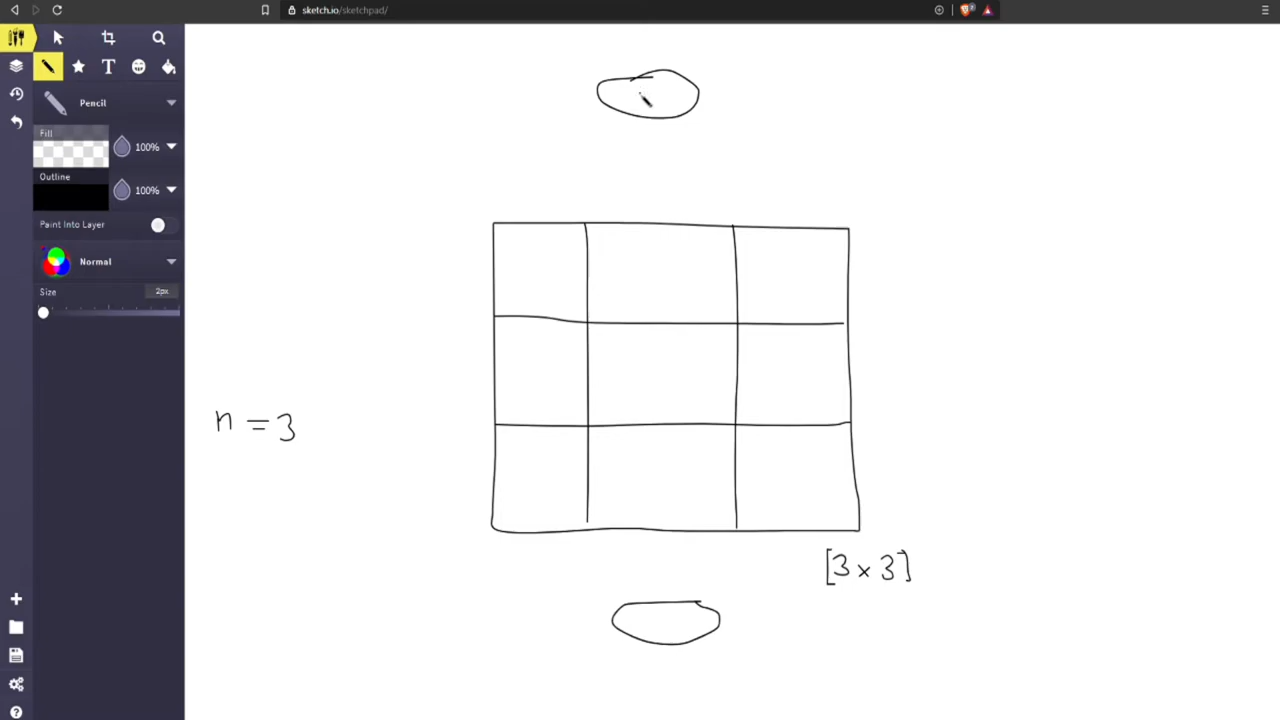 sketch.io/sketchpad/
Pencil
Fill
100%
Outline
100%
Paint Into Layer
Normal
Size
2px
n = 3
[3 × 3]